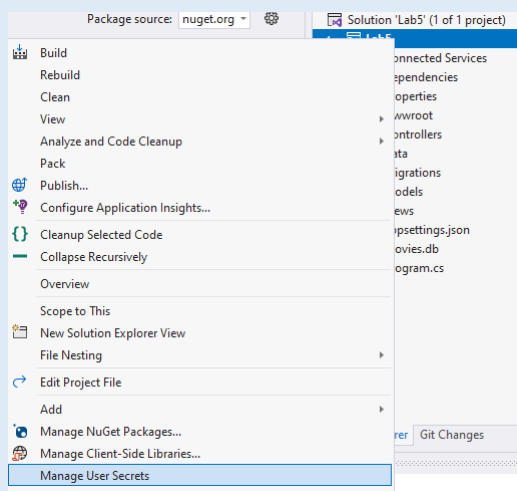 Package source: nuget.org
Solution 'Lab5' (1 of 1 project)
Build
Rebuild
Clean
View
Analyze and Code Cleanup
Pack
Publish...
Configure Application Insights...
Cleanup Selected Code
Collapse Recursively
Overview
Scope to This
New Solution Explorer View
File Nesting
Edit Project File
Add
Manage NuGet Packages...
Manage Client-Side Libraries...
Manage User Secrets
onnected Services
ependencies
operties
wwroot
ontrollers
ata
igrations
odels
ews
psettings.json
ovies.db
ogram.cs
rer Git Changes